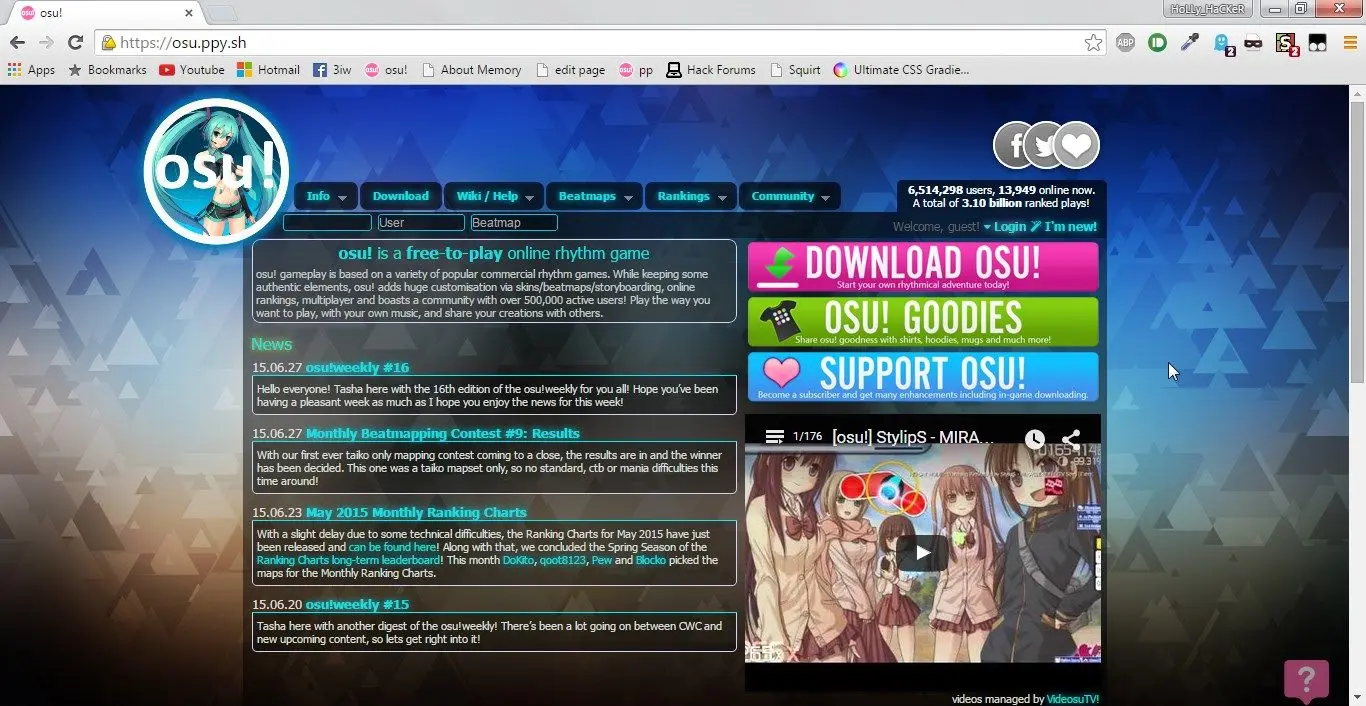 osu!
HoLLy_HaCKeR
https://osu.ppy.sh
ABP
2
S
2
Apps
Bookmarks
Youtube
Hotmail
3iw
osu!
About Memory
edit page
pp
Hack Forums
Squirt
Ultimate CSS Gradie...
osu!
Info
Download
Wiki / Help
Beatmaps
Rankings
Community
6,514,298 users, 13,949 online now.
A total of 3.10 billion ranked plays!
User
Beatmap
Welcome, guest! Login I'm new!
osu! is a free-to-play online rhythm game
osu! gameplay is based on a variety of popular commercial rhythm games. While keeping some
authentic elements, osu! adds huge customisation via skins/beatmaps/storyboarding, online
rankings, multiplayer and boasts a community with over 500,000 active users! Play the way you
want to play, with your own music, and share your creations with others.
News
15.06.27 osu!weekly #16
Hello everyone! Tasha here with the 16th edition of the osu!weekly for you all! Hope you've been
having a pleasant week as much as I hope you enjoy the news for this week!
15.06.27 Monthly Beatmapping Contest #9: Results
With our first ever taiko only mapping contest coming to a close, the results are in and the winner
has been decided. This one was a taiko mapset only, so no standard, ctb or mania difficulties this
time around!
15.06.23 May 2015 Monthly Ranking Charts
With a slight delay due to some technical difficulties, the Ranking Charts for May 2015 have just
been released and can be found here! Along with that, we concluded the Spring Season of the
Ranking Charts long-term leaderboard! This month DoKito, qoot8123, Pew and Blocko picked the
maps for the Monthly Ranking Charts.
15.06.20 osu!weekly #15
Tasha here with another digest of the osu!weekly! There's been a lot going on between CWC and
new upcoming content, so lets get right into it!
DOWNLOAD OSU!
Start your own rhythmical adventure today!
OSU! GOODIES
Share osu! goodness with shirts, hoodies, mugs and much more!
SUPPORT OSU!
Become a subscriber and get many enhancements including in-game downloading.
1/176 [osu!] StylipS - MIRA...
videos managed by VideosuTV!
?